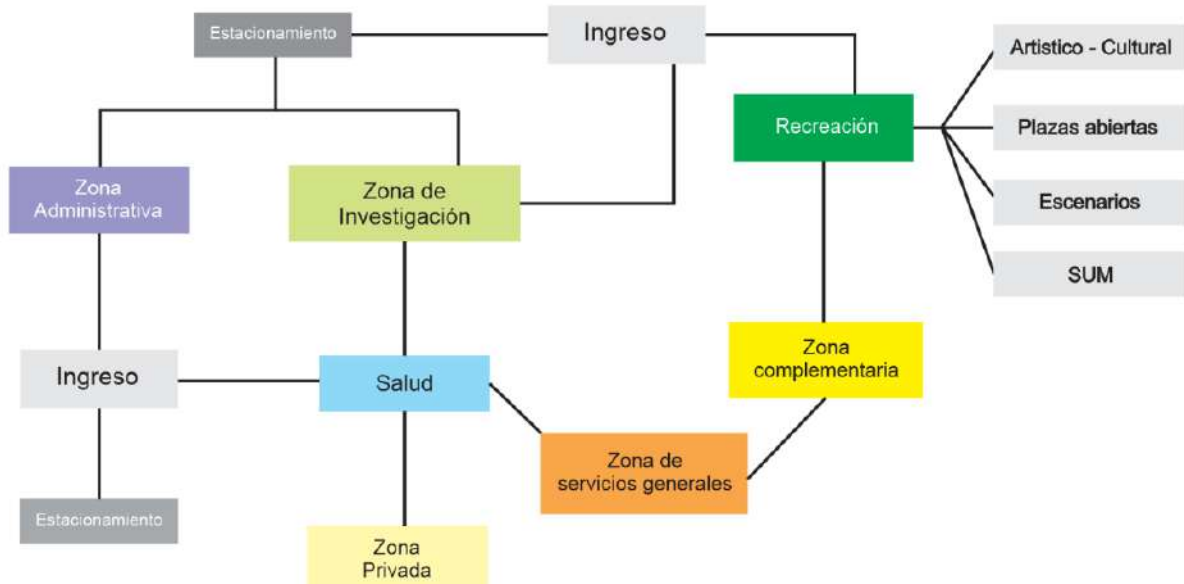 Estacionamiento
Ingreso
Artistico - Cultural
Recreación
Plazas abiertas
Zona
Administrativa
Zona de
Investigación
Escenarios
SUM
Zona
complementaria
Ingreso
Salud
Zona de
servicios generales
Estacionamiento
Zona
Privada